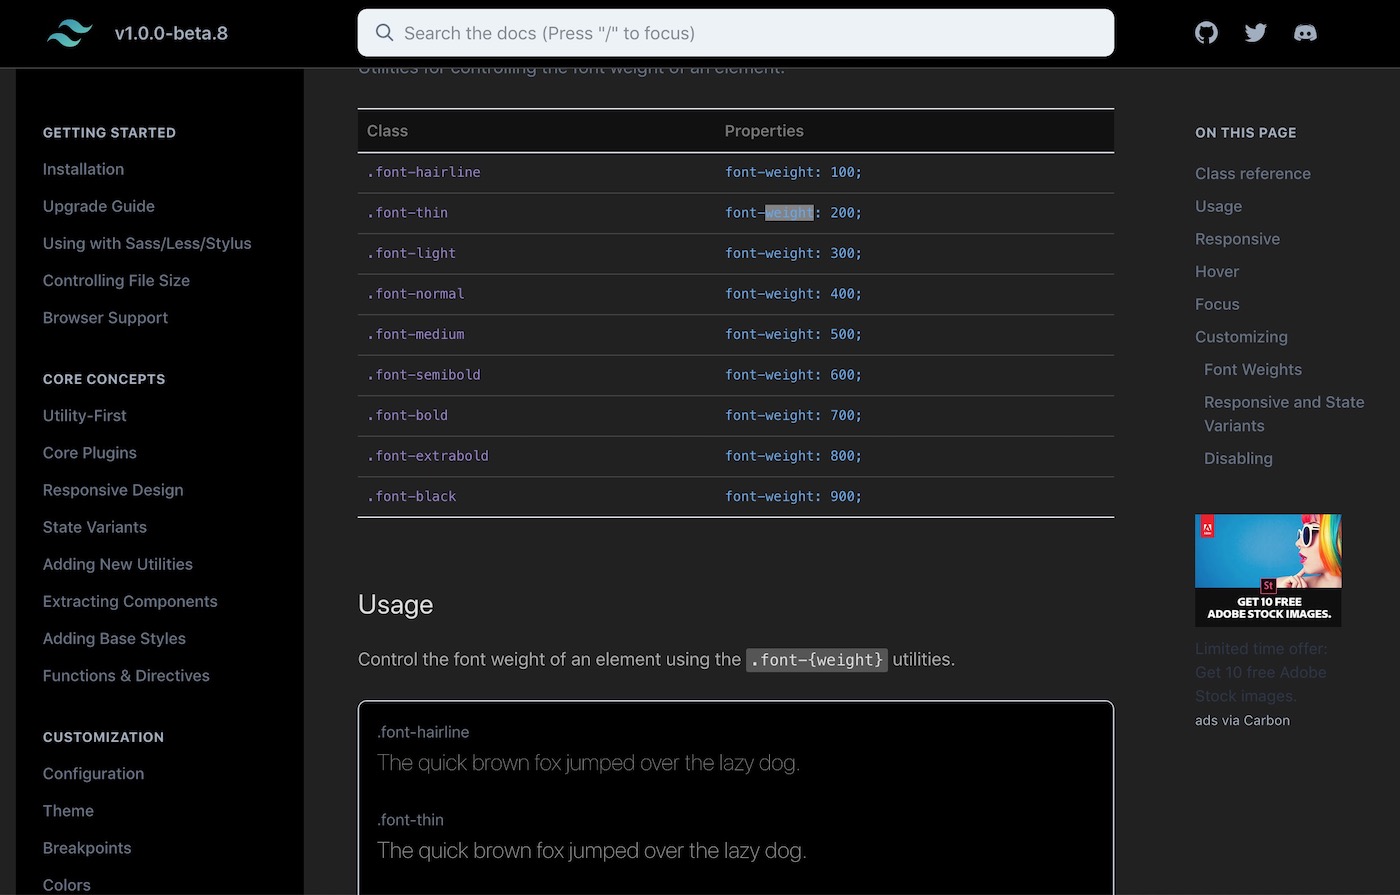 v1.0.0-beta.8
Search the docs (Press "/" to focus)
GETTING STARTED
Installation
Upgrade Guide
Using with Sass/Less/Stylus
Controlling File Size
Browser Support
CORE CONCEPTS
Utility-First
Core Plugins
Responsive Design
State Variants
Adding New Utilities
Extracting Components
Adding Base Styles
Functions & Directives
CUSTOMIZATION
Configuration
Theme
Breakpoints
Colors
Utilities for controlling the font weight of an element.
Class Properties
.font-hairline font-weight: 100;
.font-thin font-weight: 200;
.font-light font-weight: 300;
.font-normal font-weight: 400;
.font-medium font-weight: 500;
.font-semibold font-weight: 600;
.font-bold font-weight: 700;
.font-extrabold font-weight: 800;
.font-black font-weight: 900;
Usage
Control the font weight of an element using the .font-{weight} utilities.
.font-hairline
The quick brown fox jumped over the lazy dog.
.font-thin
The quick brown fox jumped over the lazy dog.
ON THIS PAGE
Class reference
Usage
Responsive
Hover
Focus
Customizing
Font Weights
Responsive and State
Variants
Disabling
St
GET 10 FREE
ADOBE STOCK IMAGES.
Limited time offer:
Get 10 free Adobe
Stock images.
ads via Carbon